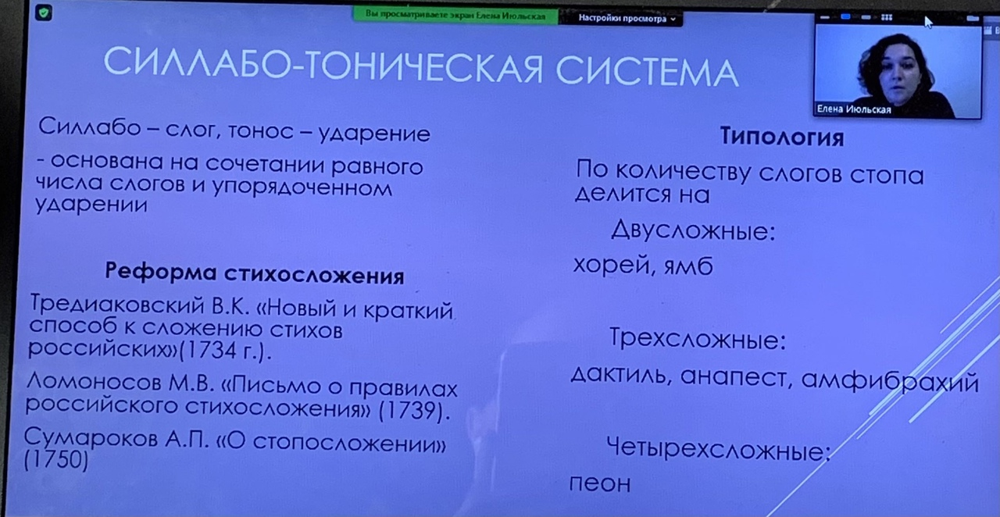 Вы просматриваете экран Елена Июльская
Настройки просмотра
СИЛЛАБО-ТОНИЧЕСКАЯ СИСТЕМА
Елена Июльская
Силлабо – слог, тонос – ударение
- основана на сочетании равного
числа слогов и упорядоченном
ударении
Реформа стихосложения
Тредиаковский В.К. «Новый и краткий
способ к сложению стихов
российских»(1734 г.).
Ломоносов М.В. «Письмо о правилах
российского стихосложения» (1739).
Сумароков А.П. «О стопосложении»
(1750)
Типология
По количеству слогов стопа
делится на
Двусложные:
хорей, ямб
Трехсложные:
дактиль, анапест, амфибрахий
Четырехсложные:
пеон